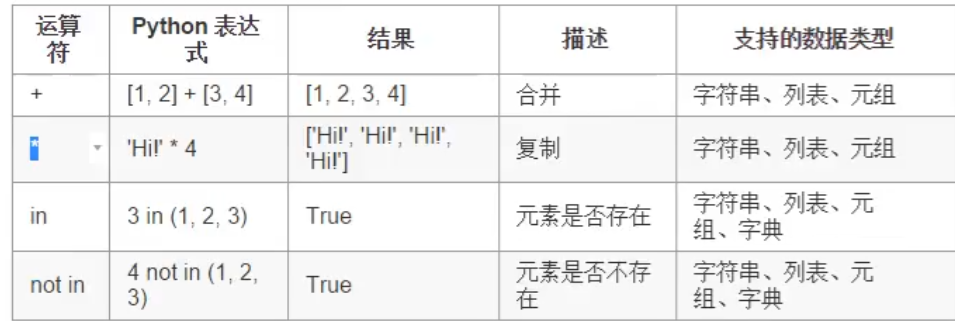 运算
符
Python 表达
式
结果
描述
支持的数据类型
+
[1, 2] + [3, 4]
[1, 2, 3, 4]
合并
字符串、列表、元组
*
'Hi!' * 4
['Hi!', 'Hi!', 'Hi!',
'Hi!']
复制
字符串、列表、元组
in
3 in (1, 2, 3)
True
元素是否存在
字符串、列表、元
组、字典
not in
4 not in (1, 2,
3)
True
元素是否不存
在
字符串、列表、元
组、字典